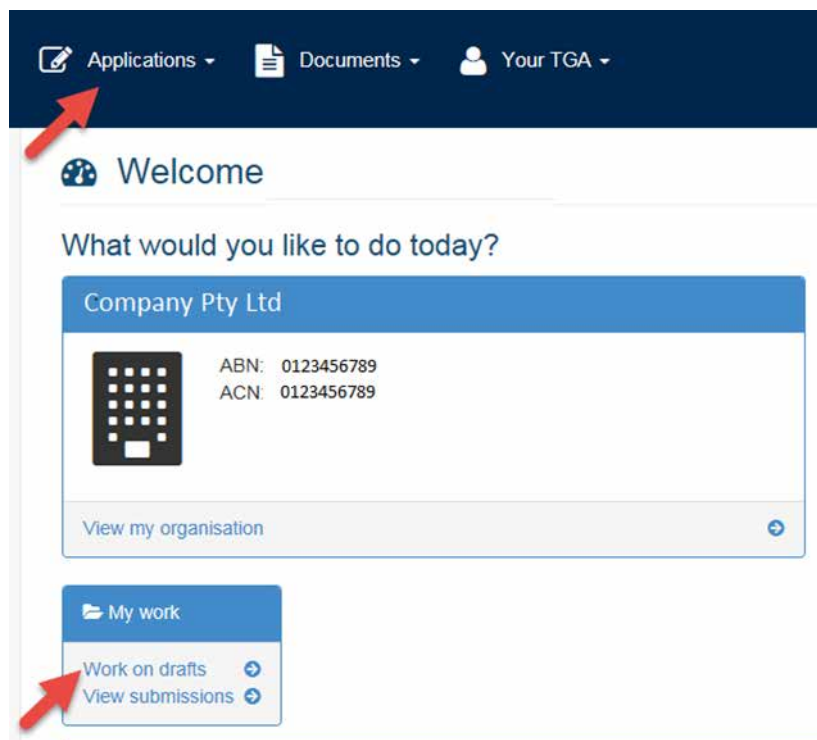 Applications Documents Your TGA
Welcome
What would you like to do today?
Company Pty Ltd
ABN: 0123456789
ACN: 0123456789
View my organisation
My work
Work on drafts
View submissions